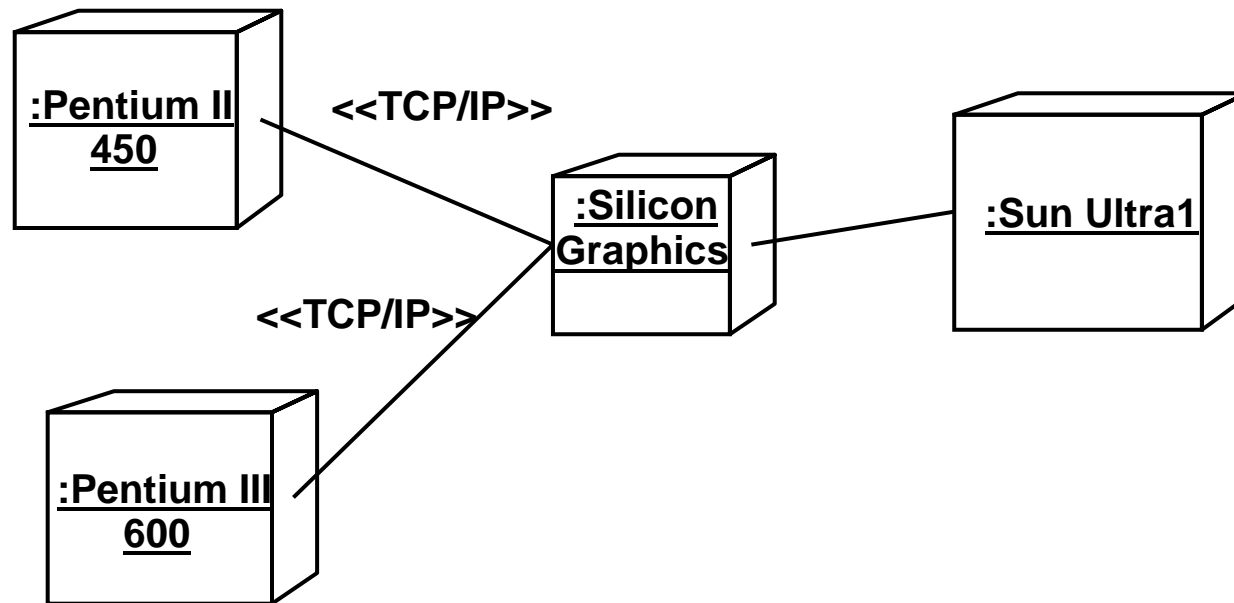 :Pentium II
450
<<TCP/IP>>
:Silicon
Graphics
:Sun Ultra1
<<TCP/IP>>
:Pentium III
600